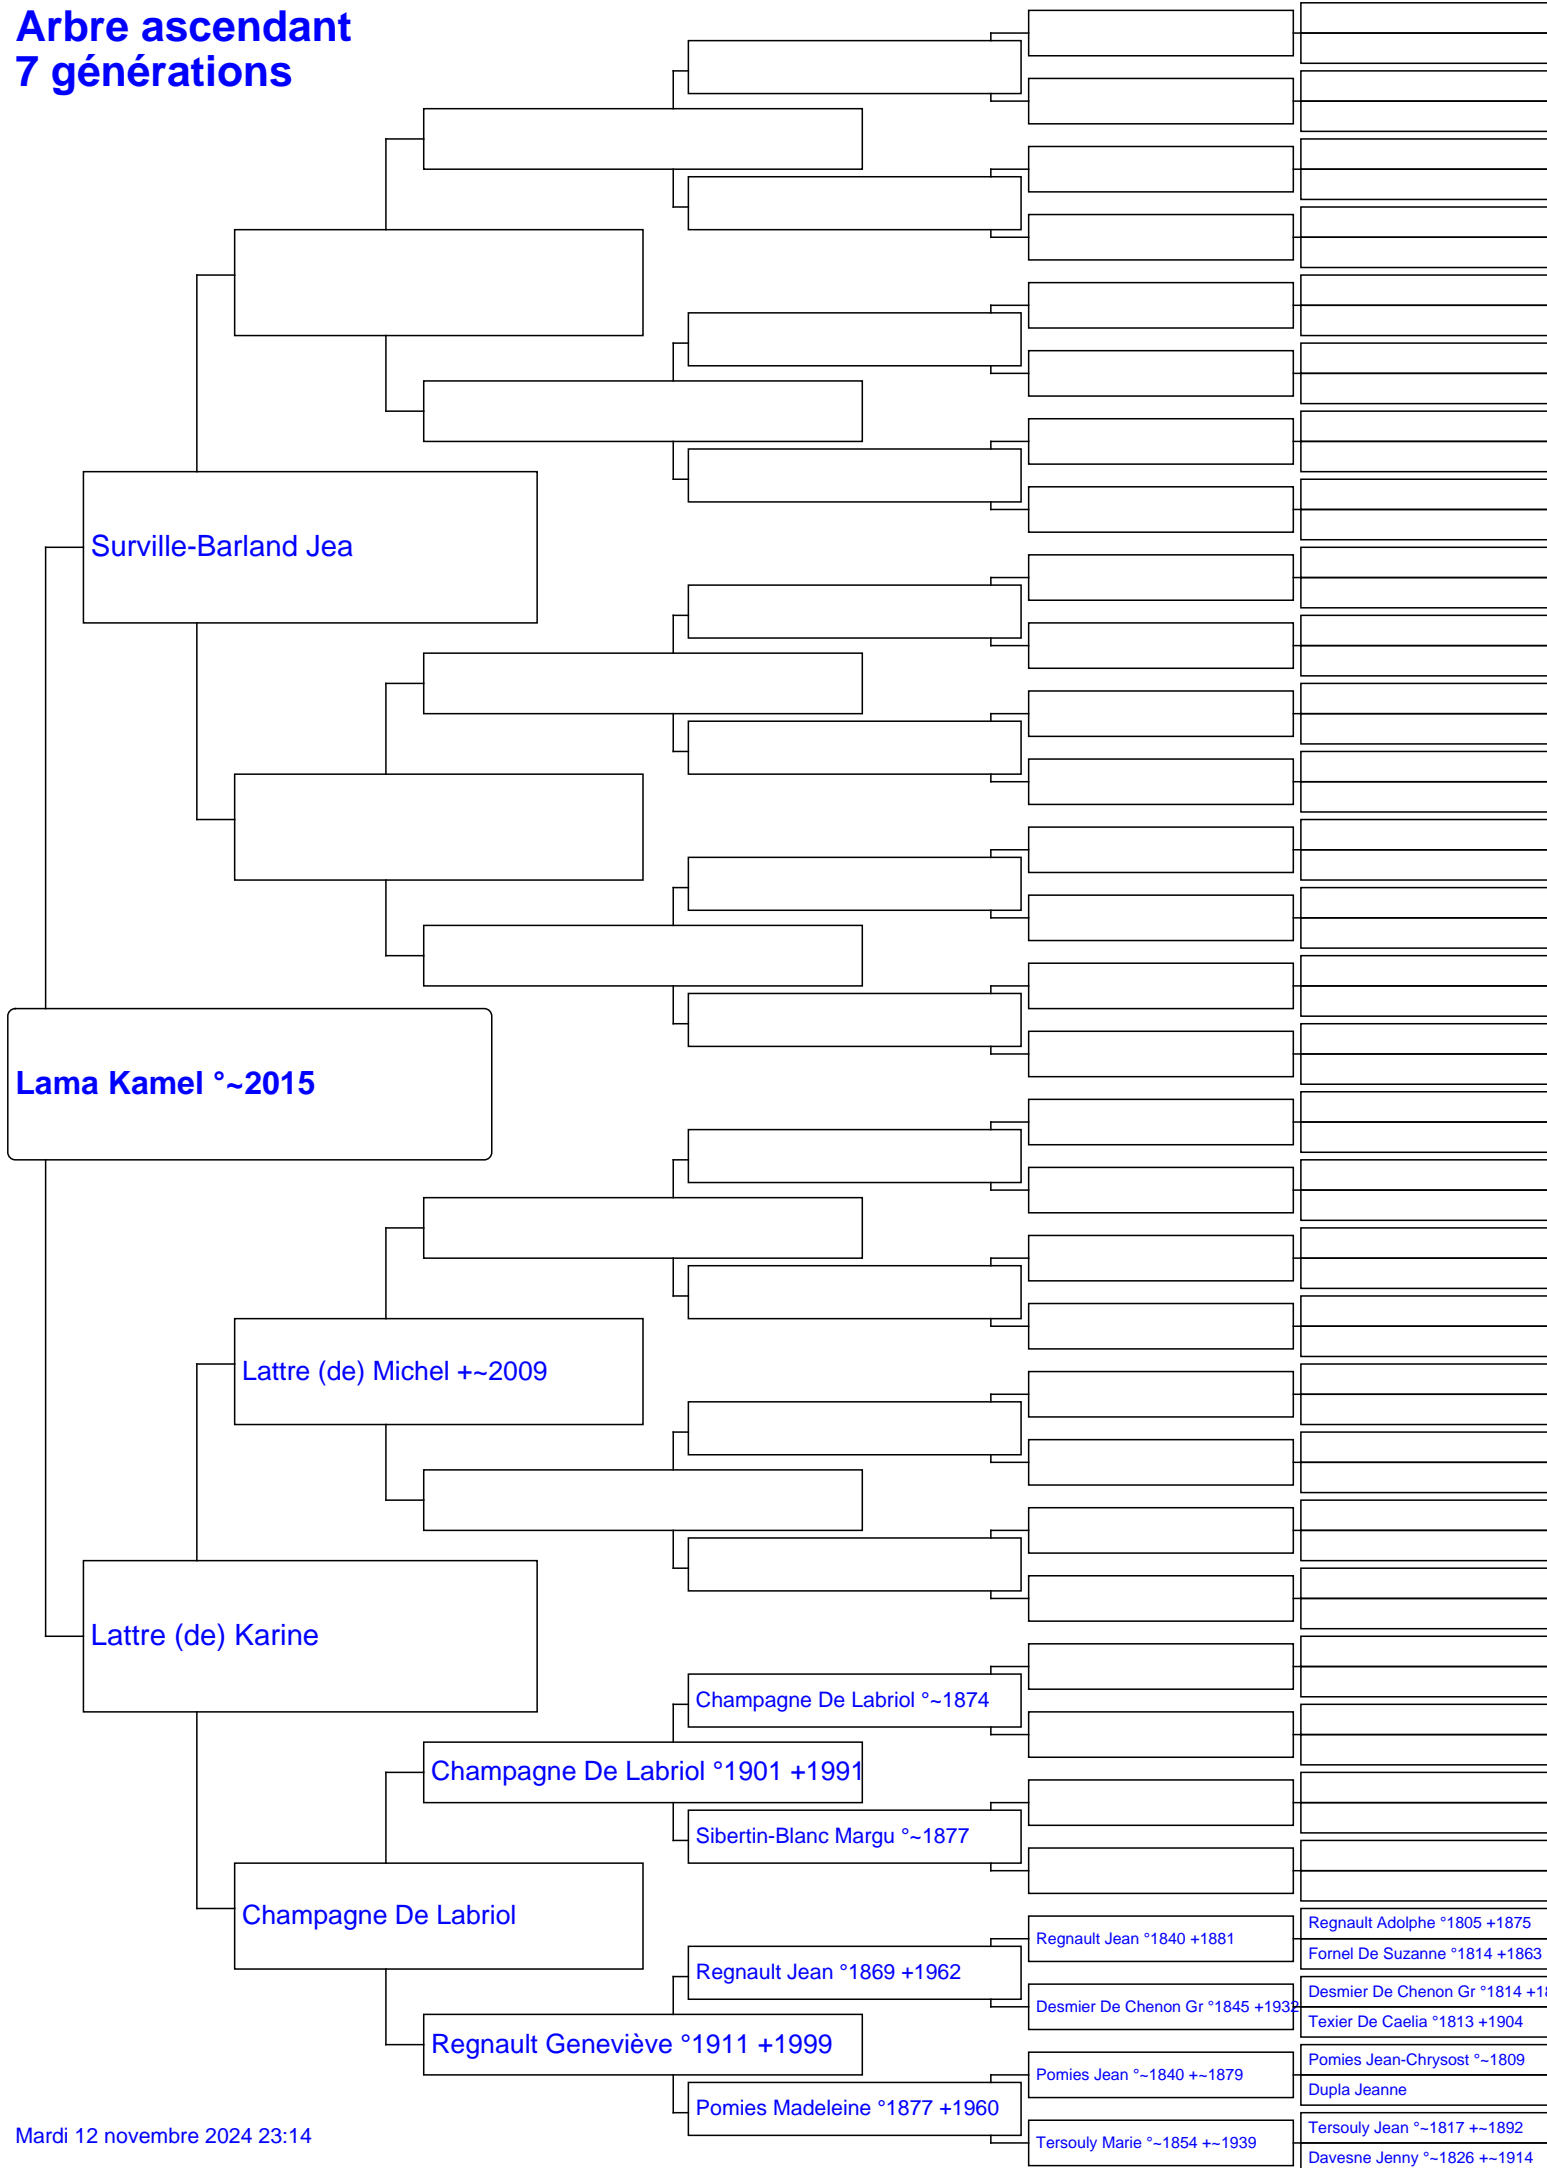 Arbre ascendant
7 générations
Surville-Barland Jea
Lama Kamel °~2015
Lattre (de) Michel +~2009
Lattre (de) Karine
Champagne De Labriol °~1874
Champagne De Labriol °1901 +1991
Sibertin-Blanc Margu °~1877
Champagne De Labriol
Regnault Adolphe °1805 +1875
Regnault Jean °1840 +1881
Fornel De Suzanne °1814 +1863
Regnault Jean °1869 +1962
Desmier De Chenon Gr °1814 +18
Desmier De Chenon Gr °1845 +1932
Texier De Caelia °1813 +1904
Regnault Geneviève °1911 +1999
Pomies Jean-Chrysost °~1809
Pomies Jean °~1840 +~1879
Dupla Jeanne
Pomies Madeleine °1877 +1960
Tersouly Jean °~1817 +~1892
Tersouly Marie °~1854 +~1939
Davesne Jenny °~1826 +~1914
Mardi 12 novembre 2024 23:14